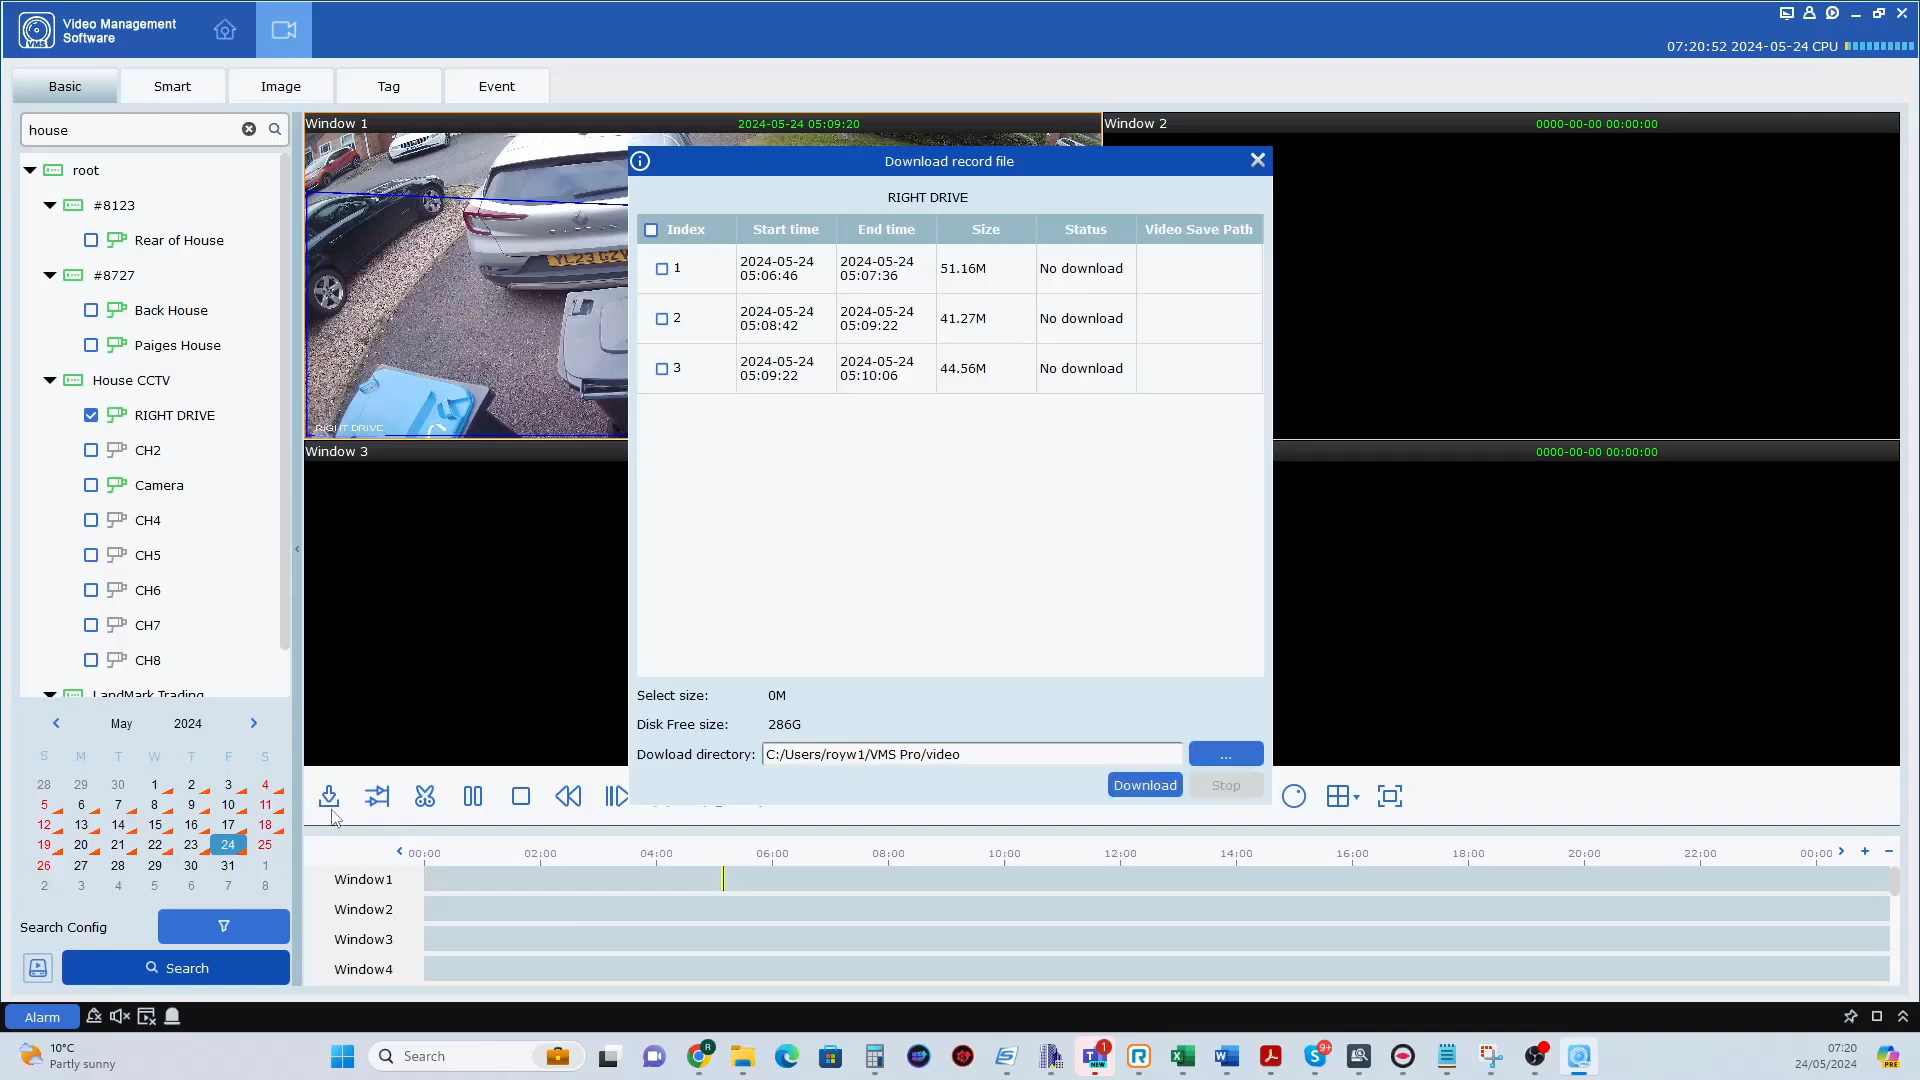 Video Management
Software
VMS
07:20:52 2024-05-24 CPU
Basic
Smart
Image
Tag
Event
house
root
#8123
Rear of House
#8727
Back House
Paiges House
House CCTV
RIGHT DRIVE
CH2
Camera
CH4
CH5
CH6
CH7
CH8
LandMark Trading
Window 1
2024-05-24 05:09:20
Window 2
0000-00-00 00:00:00
RIGHT DRIVE
Window 3
0000-00-00 00:00:00
Download record file
RIGHT DRIVE
Index Start time End time Size Status Video Save Path
1 2024-05-24 05:06:46 2024-05-24 05:07:36 51.16M No download
2 2024-05-24 05:08:42 2024-05-24 05:09:22 41.27M No download
3 2024-05-24 05:09:22 2024-05-24 05:10:06 44.56M No download
Select size: 0M
Disk Free size: 286G
Dowload directory: C:/Users/royw1/VMS Pro/video ...
Download Stop
May 2024
S M T W T F S
28 29 30 1 2 3 4
5 6 7 8 9 10 11
12 13 14 15 16 17 18
19 20 21 22 23 24 25
26 27 28 29 30 31 1
2 3 4 5 6 7 8
Search Config
Search
00:00 02:00 04:00 06:00 08:00 10:00 12:00 14:00 16:00 18:00 20:00 22:00 00:00
Window1
Window2
Window3
Window4
Alarm
10°C
Partly sunny
Search
R
1
NEW
9+
07:20
24/05/2024
PRE